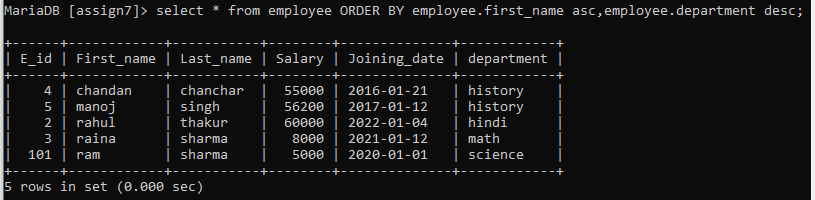 MariaDB [assign7]> select * from employee ORDER BY employee.first_name asc,employee.department desc;
+------+------------+-----------+--------+--------------+------------+
| E_id | First_name | Last_name | Salary | Joining_date | department |
+------+------------+-----------+--------+--------------+------------+
|    4 | chandan    | chanchar  |  55000 | 2016-01-21   | history    |
|    5 | manoj      | singh     |  56200 | 2017-01-12   | history    |
|    2 | rahul      | thakur    |  60000 | 2022-01-04   | hindi      |
|    3 | raina      | sharma    |   8000 | 2021-01-12   | math       |
|  101 | ram        | sharma    |   5000 | 2020-01-01   | science    |
+------+------------+-----------+--------+--------------+------------+
5 rows in set (0.000 sec)